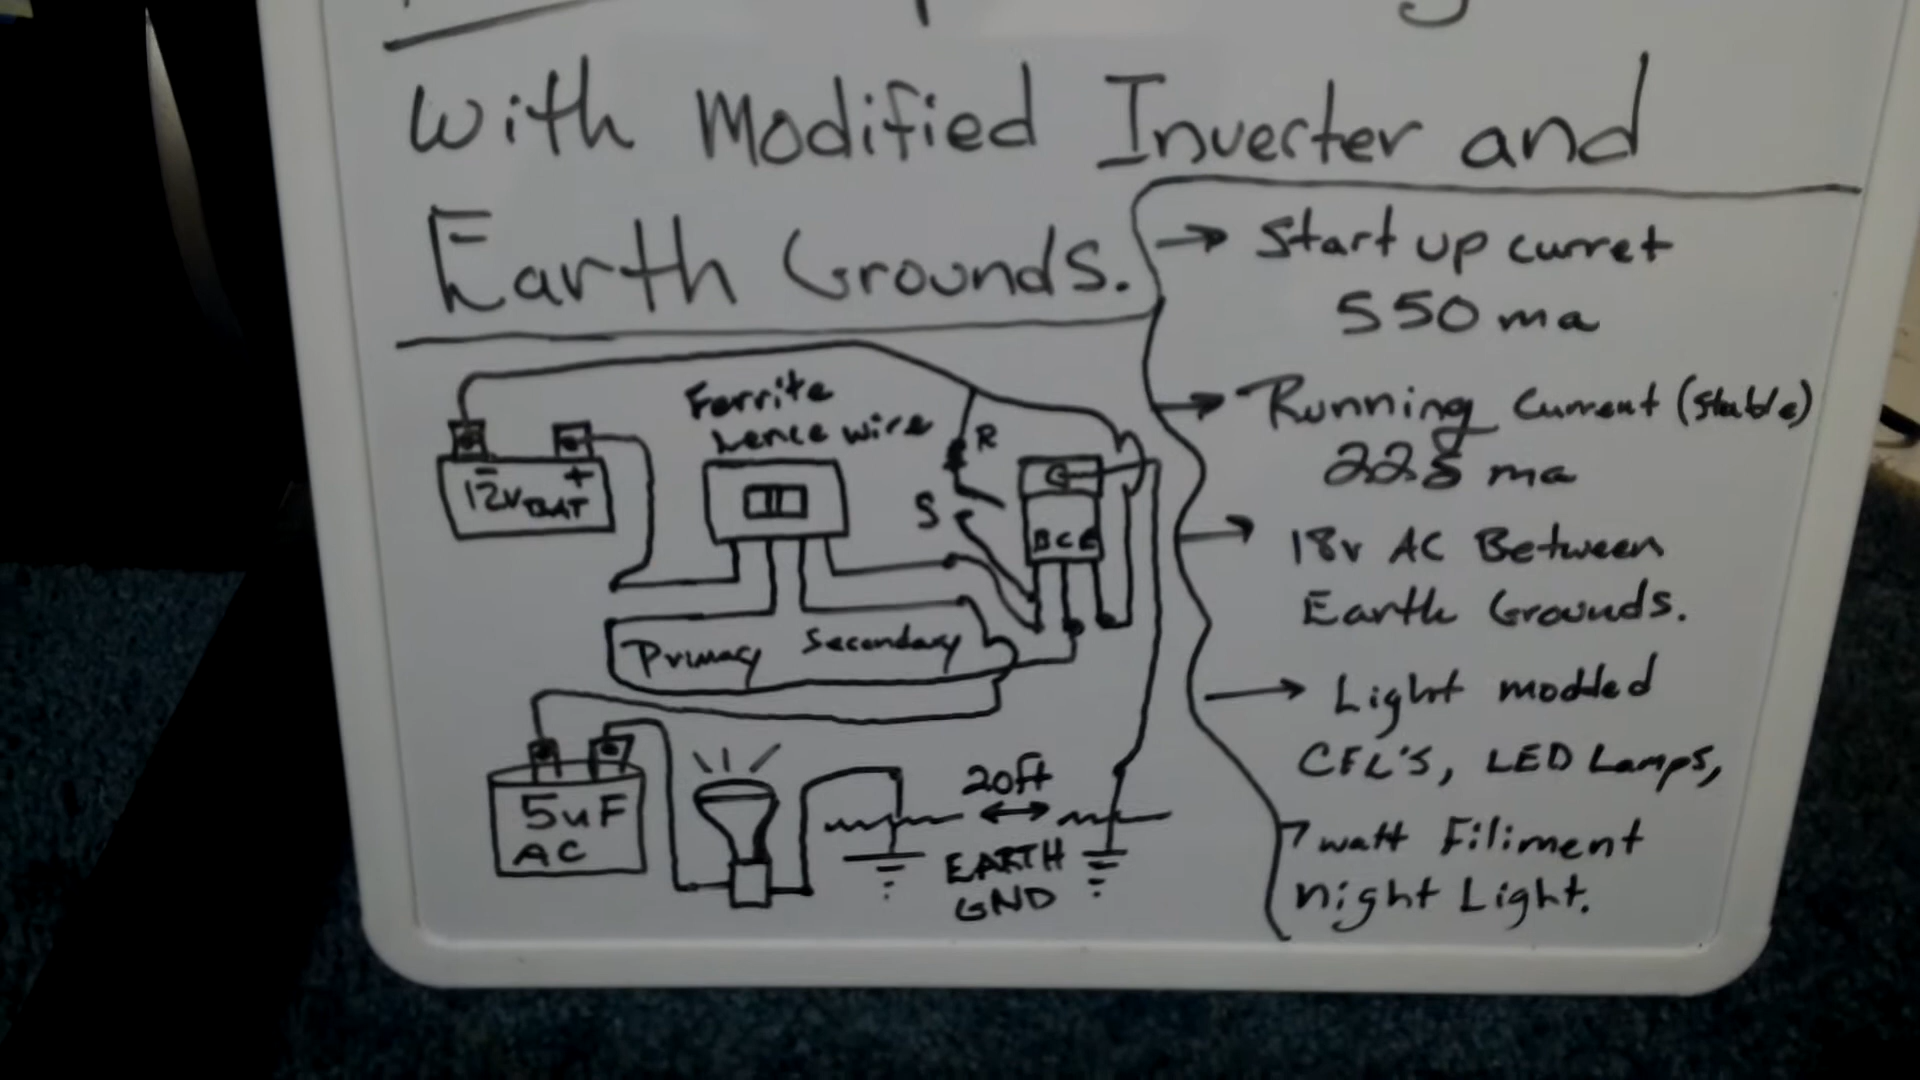 with Modified Inverter and
Earth Grounds.
→ Start up curret
550 ma
→ Running Current (stable)
228 ma
→ 18v AC Between
Earth Grounds.
→ Light modded
CFL'S, LED Lamps,
7 watt Filiment
night Light.
Ferrite
wire
R
- +
12v BAT
S
B C E
Primary Secondary
5uF
AC
20ft
EARTH
GND